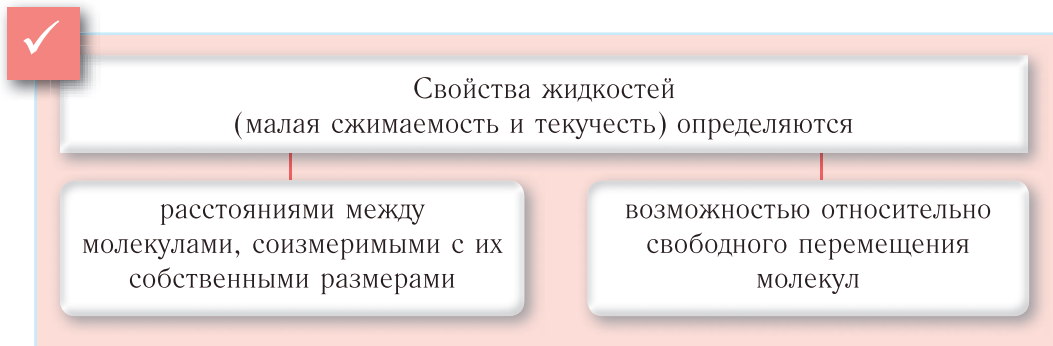 Свойства жидкостей
(малая сжимаемость и текучесть) определяются
расстояниями между
молекулами, соизмеримыми с их
собственными размерами
возможностью относительно
свободного перемещения
молекул